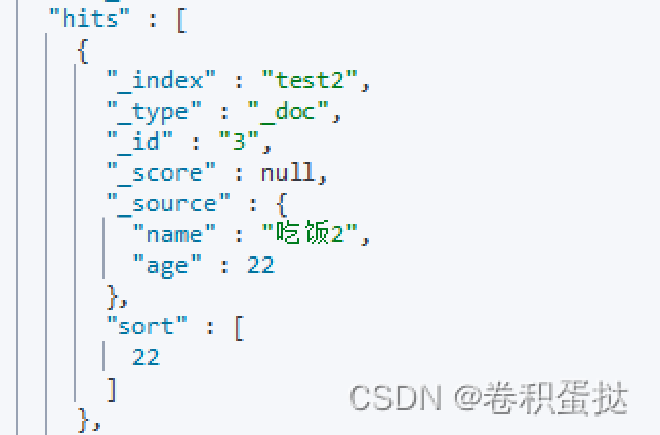 "hits" : [
{
"_index" : "test2",
"_type" : "_doc",
"_id" : "3",
"_score" : null,
"_source" : {
"name" : "吃饭2",
"age" : 22
},
"sort" : [
22
]
},
CSDN @卷积蛋挞